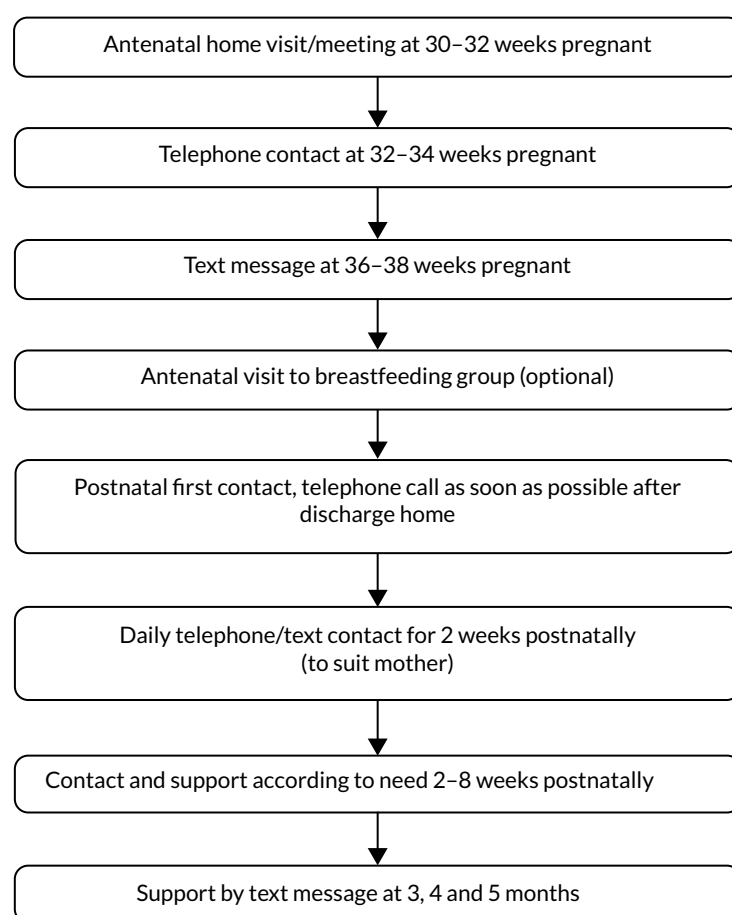 Antenatal home visit/meeting at 30–32 weeks pregnant
Telephone contact at 32–34 weeks pregnant
Text message at 36–38 weeks pregnant
Antenatal visit to breastfeeding group (optional)
Postnatal first contact, telephone call as soon as possible after
discharge home
Daily telephone/text contact for 2 weeks postnatally
(to suit mother)
Contact and support according to need 2–8 weeks postnatally
Support by text message at 3, 4 and 5 months